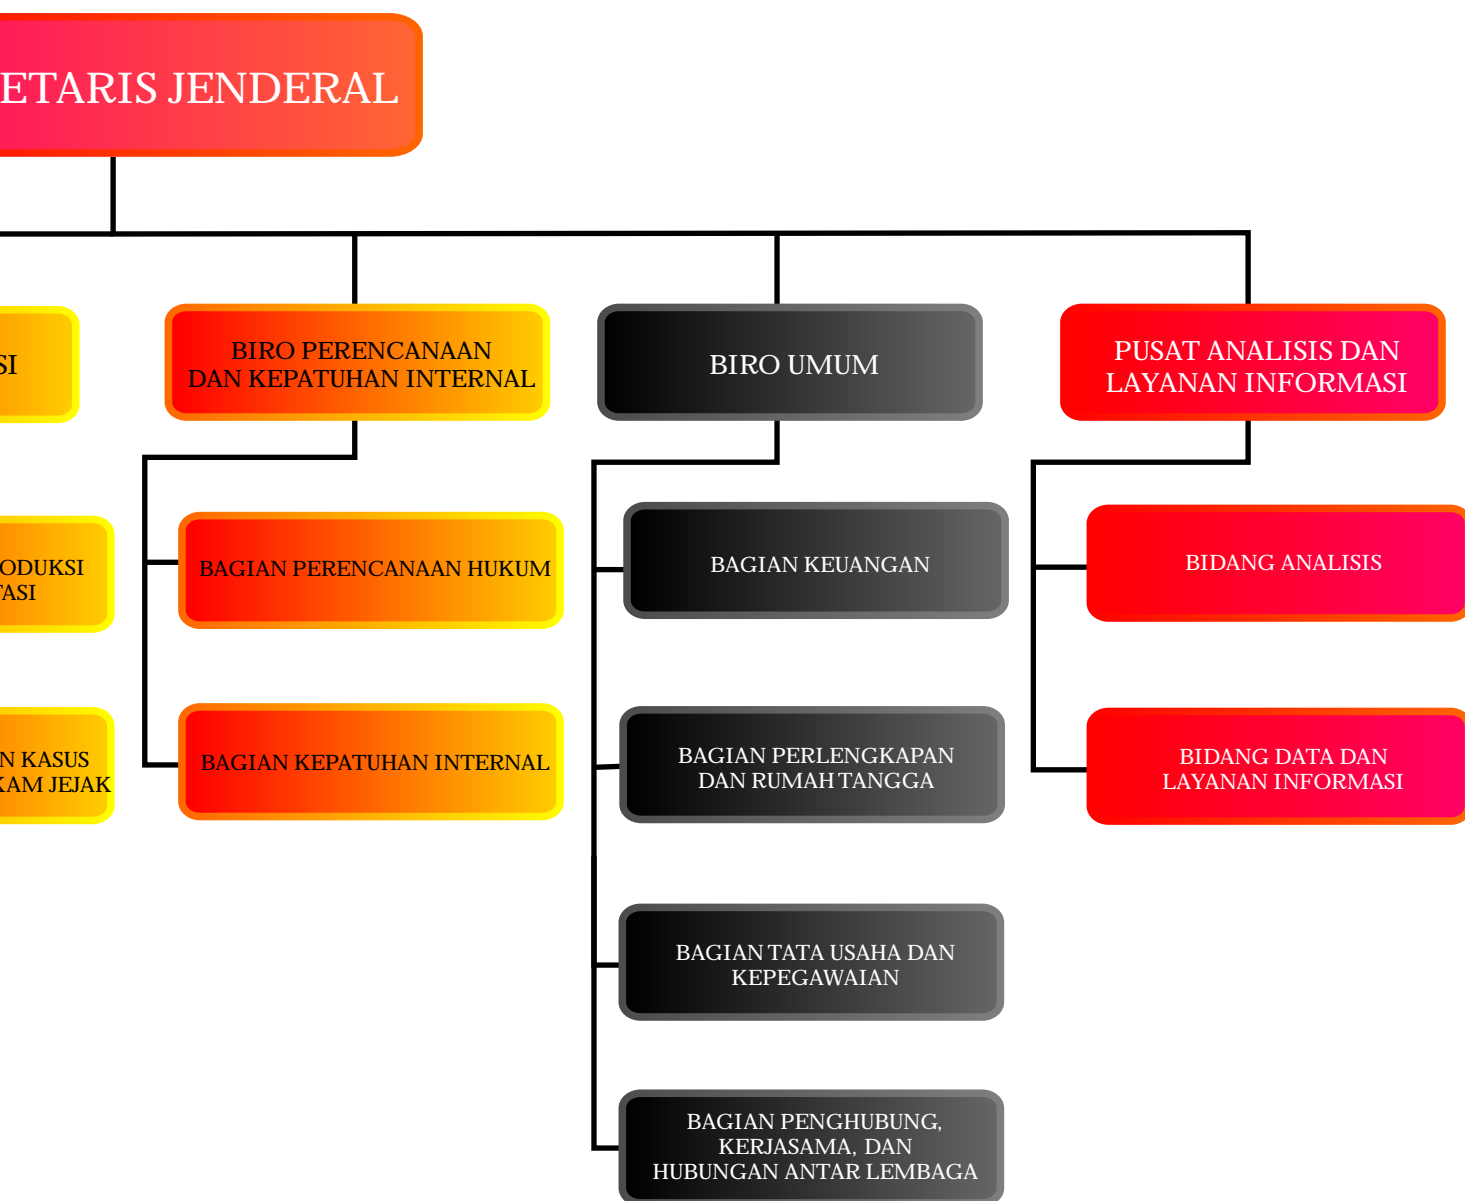 ETARIS JENDERAL
SI
BIRO PERENCANAAN
DAN KEPATUHAN INTERNAL
BIRO UMUM
PUSAT ANALISIS DAN
LAYANAN INFORMASI
ODUKSI
TASI
BAGIAN PERENCANAAN HUKUM
BAGIAN KEUANGAN
BIDANG ANALISIS
N KASUS
KAM JEJAK
BAGIAN KEPATUHAN INTERNAL
BAGIAN PERLENGKAPAN
DAN RUMAH TANGGA
BIDANG DATA DAN
LAYANAN INFORMASI
BAGIAN TATA USAHA DAN
KEPEGAWAIAN
BAGIAN PENGHUBUNG,
KERJASAMA, DAN
HUBUNGAN ANTAR LEMBAGA